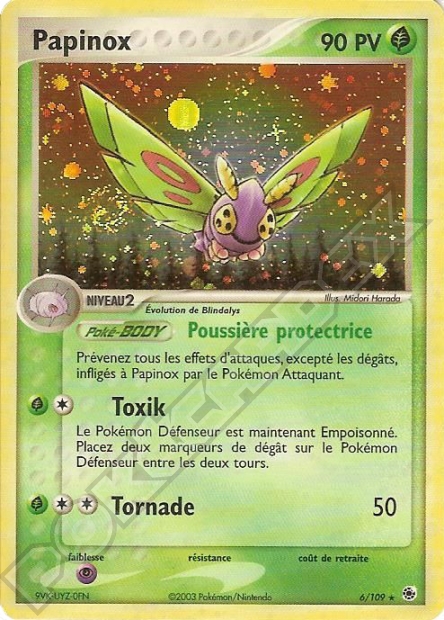 Papinox 90 PV
Illus. Midori Harada
NIVEAU2
Évolution de Blindalys
Poké-BODY Poussière protectrice
Prévenez tous les effets d'attaques, excepté les dégâts,
infligés à Papinox par le Pokémon Attaquant.
Toxik
Le Pokémon Défenseur est maintenant Empoisonné.
Placez deux marqueurs de dégât sur le Pokémon
Défenseur entre les deux tours.
Tornade 50
faiblesse résistance coût de retraite
9VK-UYZ-0FN ©2003 Pokémon/Nintendo 6/109 ★